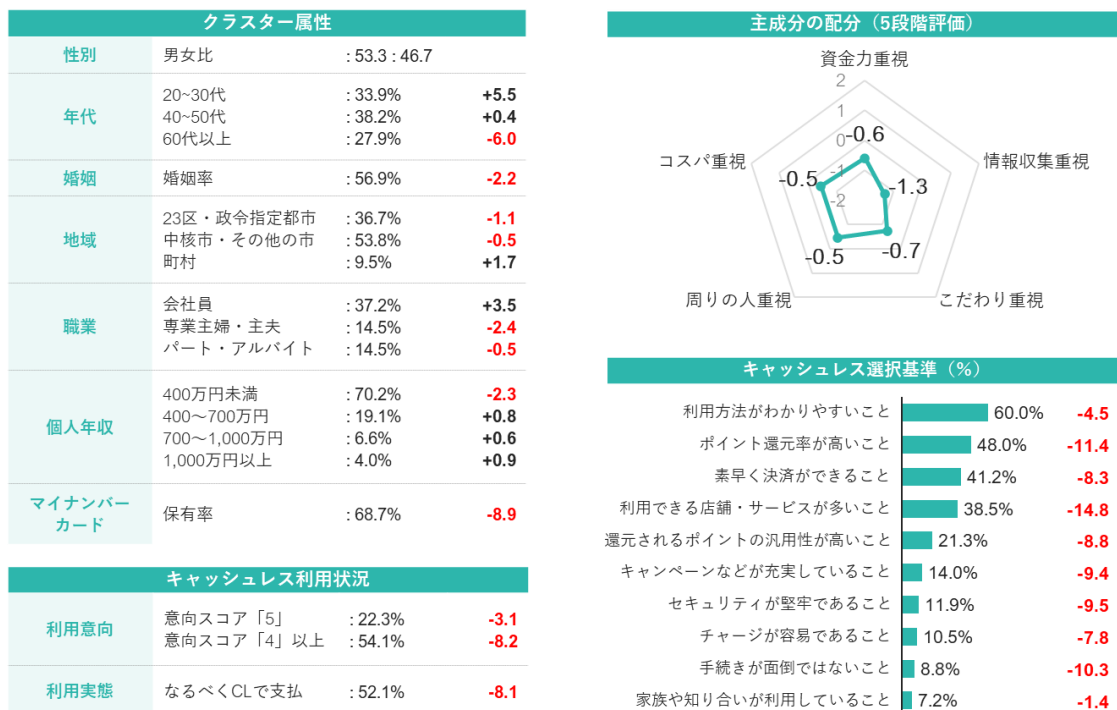 クラスター属性
性別
男女比 : 53.3 : 46.7
年代
20~30代 : 33.9% +5.5
40~50代 : 38.2% +0.4
60代以上 : 27.9% -6.0
婚姻
婚姻率 : 56.9% -2.2
地域
23区・政令指定都市 : 36.7% -1.1
中核市・その他の市 : 53.8% -0.5
町村 : 9.5% +1.7
職業
会社員 : 37.2% +3.5
専業主婦・主夫 : 14.5% -2.4
パート・アルバイト : 14.5% -0.5
個人年収
400万円未満 : 70.2% -2.3
400〜700万円 : 19.1% +0.8
700〜1,000万円 : 6.6% +0.6
1,000万円以上 : 4.0% +0.9
マイナンバー
カード
保有率 : 68.7% -8.9
キャッシュレス利用状況
利用意向
意向スコア「5」 : 22.3% -3.1
意向スコア「4」以上 : 54.1% -8.2
利用実態
なるべくCLで支払 : 52.1% -8.1
主成分の配分（5段階評価）
資金力重視
2
1
0
-1
-2
-0.6
コスパ重視
情報収集重視
-0.5
-1.3
-0.5
-0.7
周りの人重視
こだわり重視
キャッシュレス選択基準（%）
利用方法がわかりやすいこと 60.0% -4.5
ポイント還元率が高いこと 48.0% -11.4
素早く決済ができること 41.2% -8.3
利用できる店舗・サービスが多いこと 38.5% -14.8
還元されるポイントの汎用性が高いこと 21.3% -8.8
キャンペーンなどが充実していること 14.0% -9.4
セキュリティが堅牢であること 11.9% -9.5
チャージが容易であること 10.5% -7.8
手続きが面倒ではないこと 8.8% -10.3
家族や知り合いが利用していること 7.2% -1.4